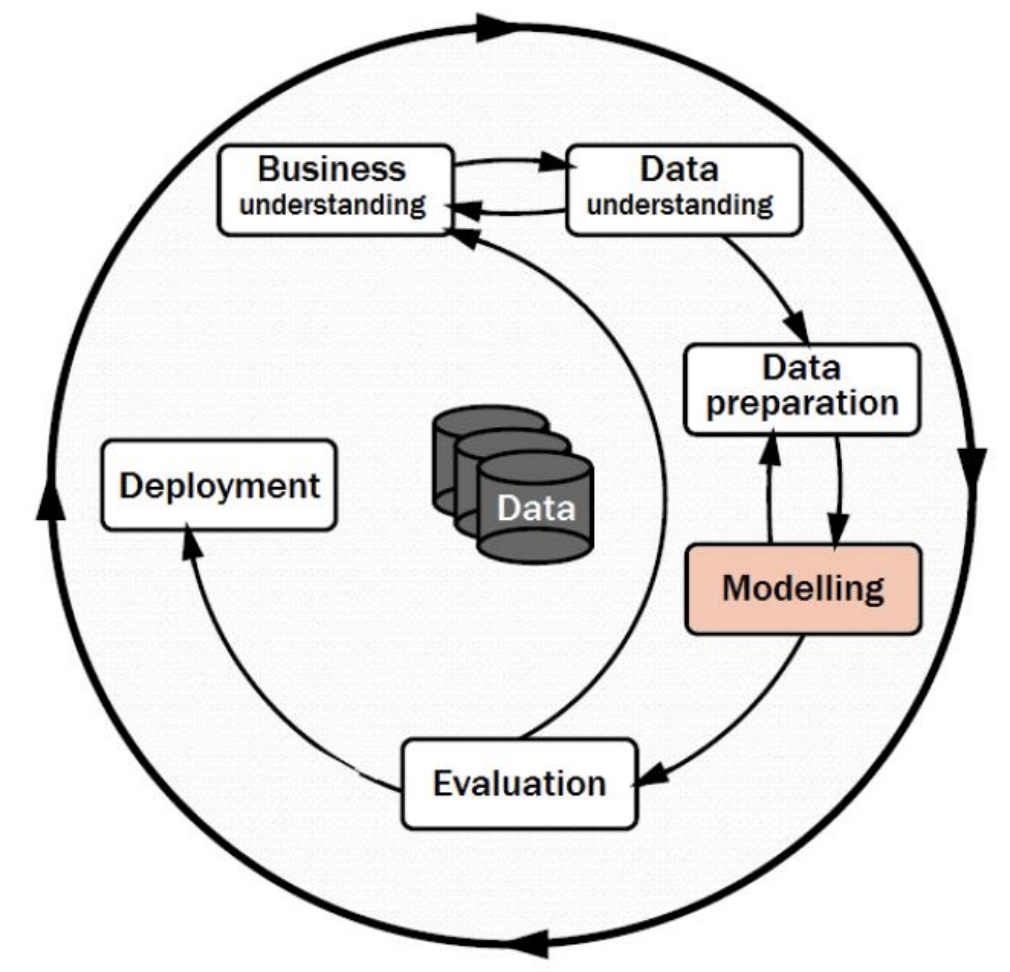 Business
understanding
Data
understanding
Data
preparation
Deployment
Data
Modelling
Evaluation